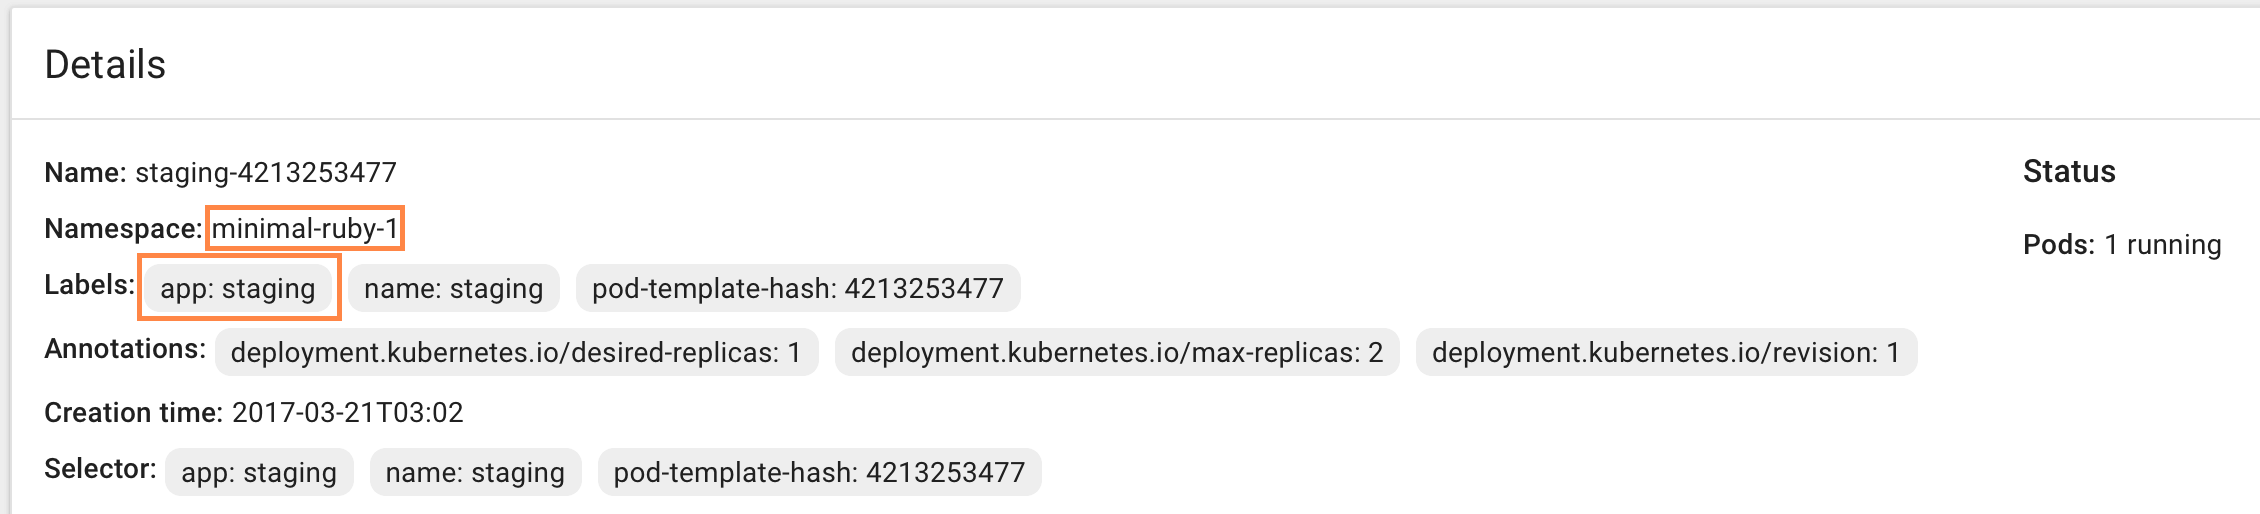 Details
Name: staging-4213253477
Status
Namespace: minimal-ruby-1
Pods: 1 running
Labels: app: staging name: staging pod-template-hash: 4213253477
Annotations: deployment.kubernetes.io/desired-replicas: 1 deployment.kubernetes.io/max-replicas: 2 deployment.kubernetes.io/revision: 1
Creation time: 2017-03-21T03:02
Selector: app: staging name: staging pod-template-hash: 4213253477